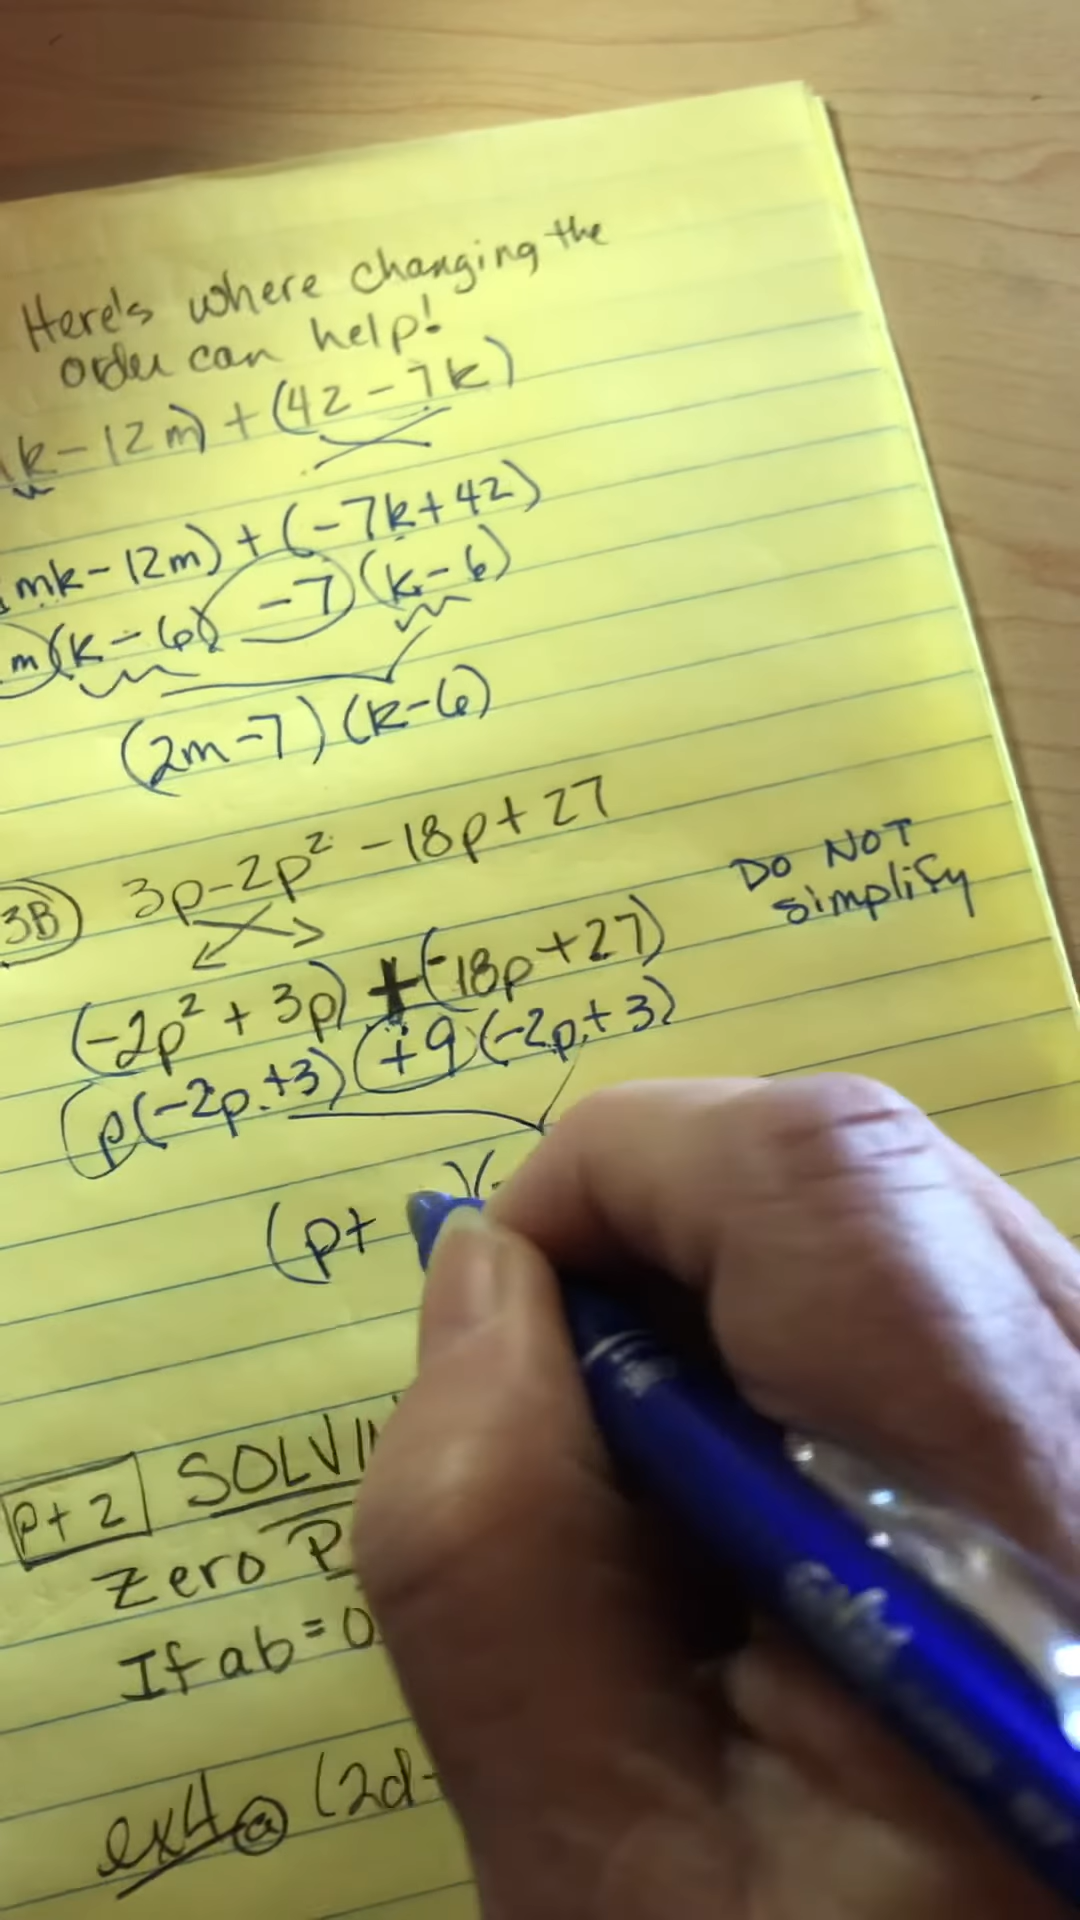 Here's where changing the
order can help!
k-12m) + (42-7k)
mk-12m) + (-7k+42)
m(k-6) -7(k-6)
(2m-7)(k-6)
3B) 3p-2p² -18p+27
DO NOT
simplify
(-2p² + 3p) + (-18p+27)
p(-2p+3) +9(-2p+3)
(p+ )(-
pt 2 SOLVIN
Zero P
If ab=0
ex4 a (2d-